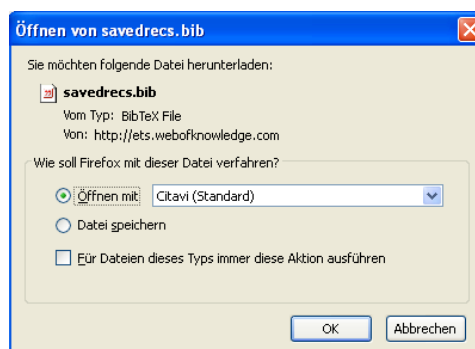 Öffnen von savedrecs.bib
Sie möchten folgende Datei herunterladen:
savedrecs.bib
Vom Typ: BibTeX File
Von: http://ets.webofknowledge.com
Wie soll Firefox mit dieser Datei verfahren?
Öffnen mit Citavi (Standard)
Datei speichern
Für Dateien dieses Typs immer diese Aktion ausführen
OK Abbrechen